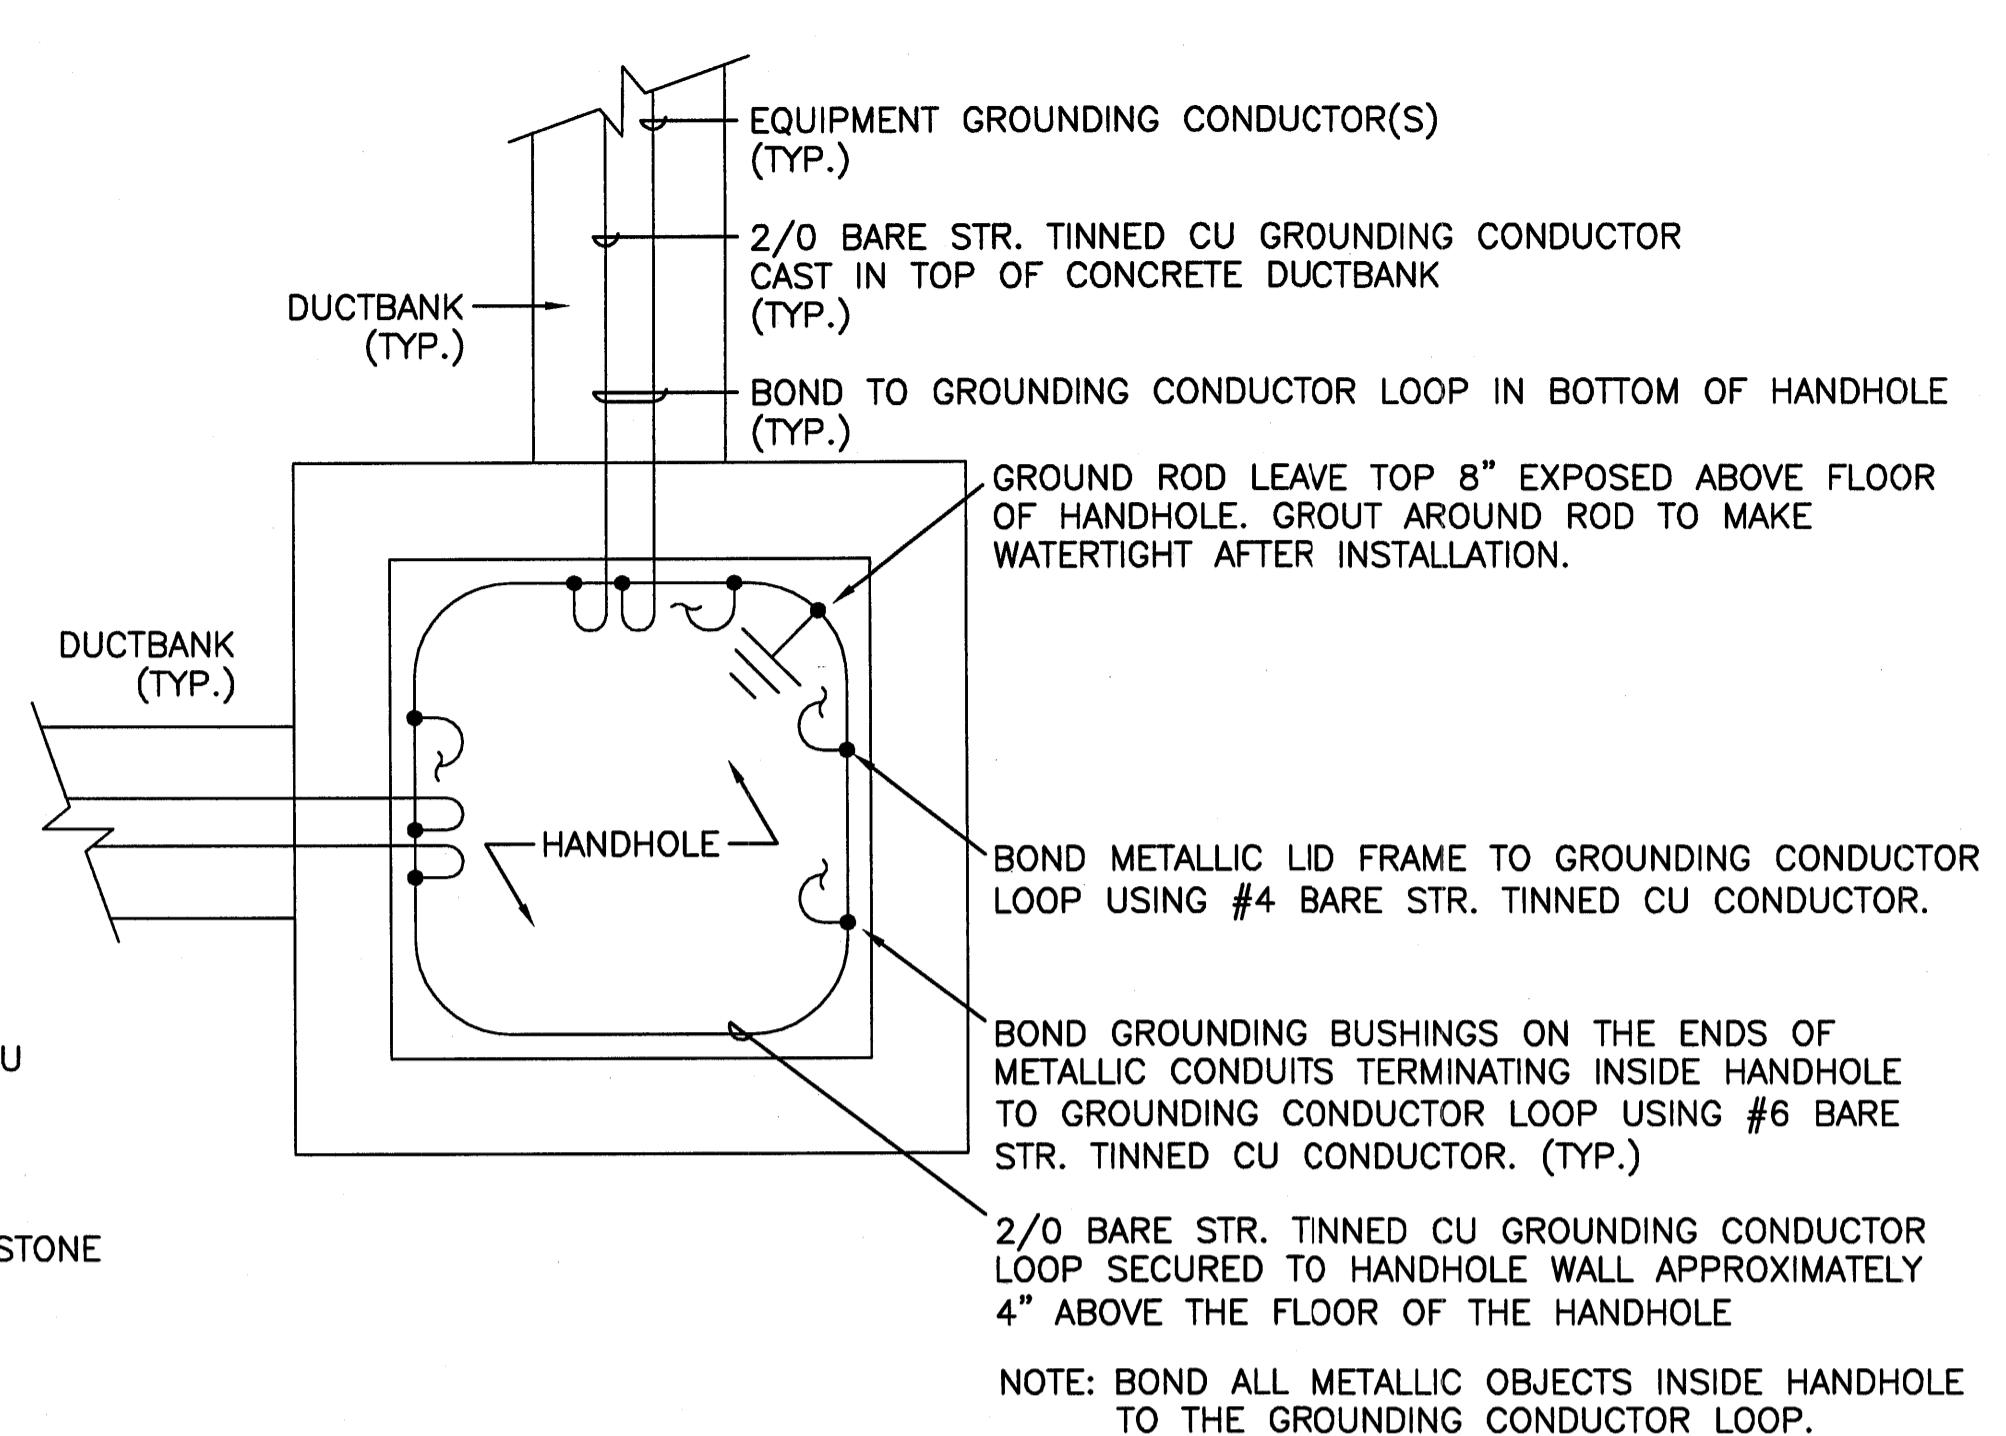 EQUIPMENT GROUNDING CONDUCTOR(S)
(TYP.)
2/0 BARE STR. TINNED CU GROUNDING CONDUCTOR
CAST IN TOP OF CONCRETE DUCTBANK
(TYP.)
DUCTBANK
(TYP.)
BOND TO GROUNDING CONDUCTOR LOOP IN BOTTOM OF HANDHOLE
(TYP.)
GROUND ROD LEAVE TOP 8" EXPOSED ABOVE FLOOR
OF HANDHOLE. GROUT AROUND ROD TO MAKE
WATERTIGHT AFTER INSTALLATION.
DUCTBANK
(TYP.)
HANDHOLE
BOND METALLIC LID FRAME TO GROUNDING CONDUCTOR
LOOP USING #4 BARE STR. TINNED CU CONDUCTOR.
BOND GROUNDING BUSHINGS ON THE ENDS OF
METALLIC CONDUITS TERMINATING INSIDE HANDHOLE
TO GROUNDING CONDUCTOR LOOP USING #6 BARE
STR. TINNED CU CONDUCTOR. (TYP.)
U
STONE
2/0 BARE STR. TINNED CU GROUNDING CONDUCTOR
LOOP SECURED TO HANDHOLE WALL APPROXIMATELY
4" ABOVE THE FLOOR OF THE HANDHOLE
NOTE: BOND ALL METALLIC OBJECTS INSIDE HANDHOLE
TO THE GROUNDING CONDUCTOR LOOP.